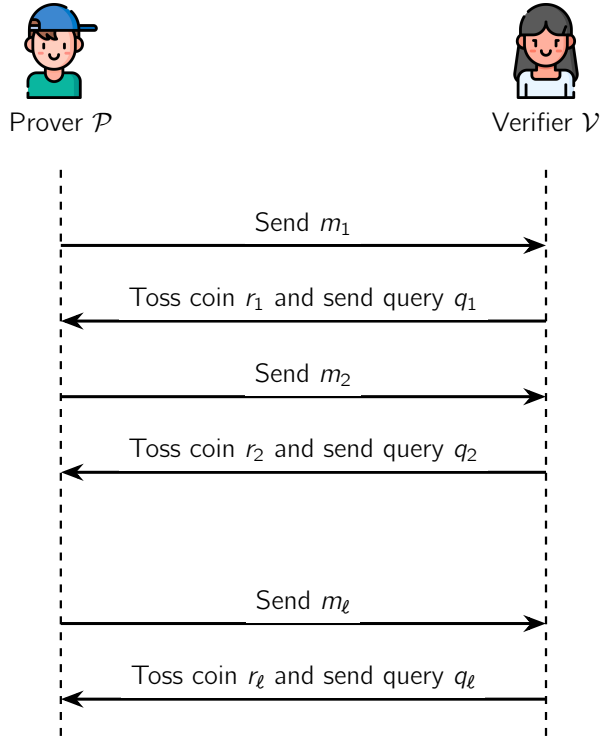 Prover 𝒫
Verifier 𝒱
Send m₁
Toss coin r₁ and send query q₁
Send m₂
Toss coin r₂ and send query q₂
Send m_ℓ
Toss coin r_ℓ and send query q_ℓ